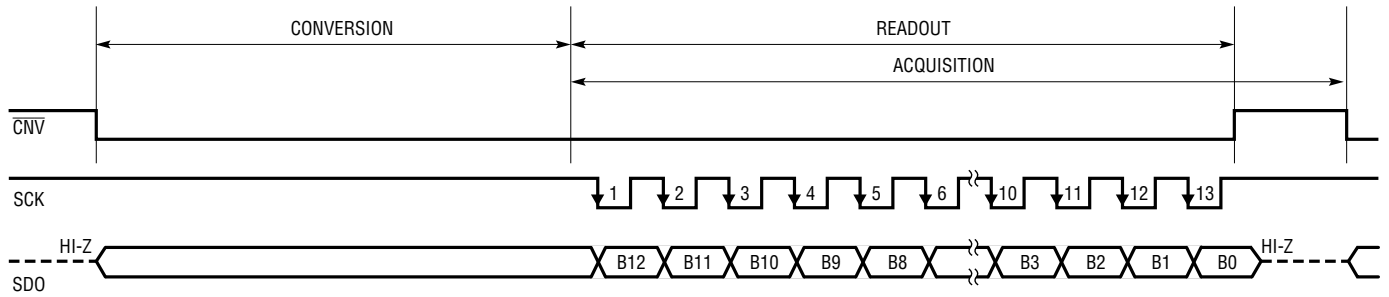 CONVERSION READOUT
ACQUISITION
C̅N̅V̅
SCK 1 2 3 4 5 6 10 11 12 13
HI-Z B12 B11 B10 B9 B8 B3 B2 B1 B0 HI-Z
SDO